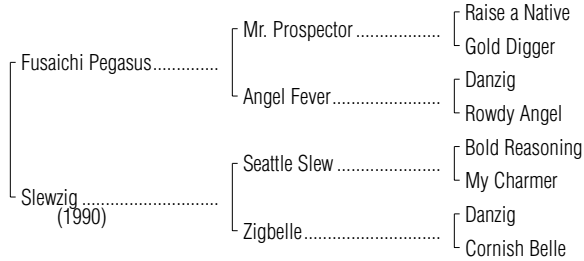 Raise a Native
Mr. Prospector ....................
Gold Digger
Fusaichi Pegasus...............
Danzig
Angel Fever.........................
Rowdy Angel
Bold Reasoning
Seattle Slew ........................
My Charmer
Slewzig ................................
(1990)
Danzig
Zigbelle................................
Cornish Belle